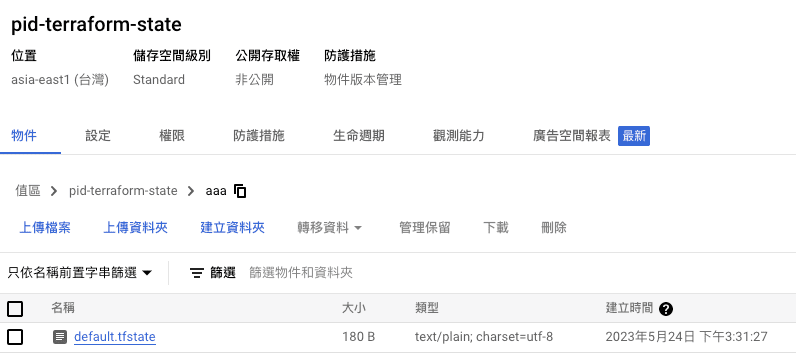 pid-terraform-state
位置 儲存空間級別 公開存取權 防護措施
asia-east1 (台灣) Standard 非公開 物件版本管理
物件 設定 權限 防護措施 生命週期 觀測能力 廣告空間報表 最新
值區 pid-terraform-state aaa
上傳檔案 上傳資料夾 建立資料夾 轉移資料 管理保留 下載 刪除
只依名稱前置字串篩選 篩選 篩選物件和資料夾
名稱 大小 類型 建立時間
default.tfstate 180 B text/plain; charset=utf-8 2023年5月24日 下午3:31:27